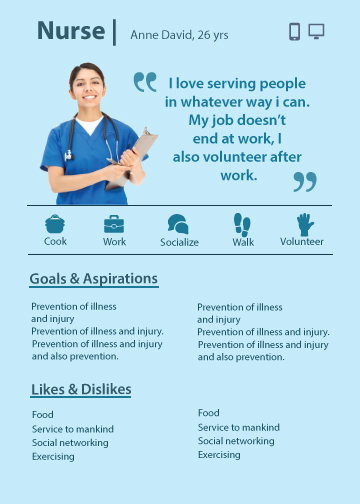 Nurse | Anne David, 26 yrs
I love serving people
in whatever way i can.
My job doesn't
end at work, I
also volunteer after
work.
Cook Work Socialize Walk Volunteer
Goals & Aspirations
Prevention of illness
and injury
Prevention of illness and injury.
Prevention of illness and injury
and also prevention.
Prevention of illness
and injury
Prevention of illness and injury.
Prevention of illness and injury
and also prevention.
Likes & Dislikes
Food
Service to mankind
Social networking
Exercising
Food
Service to mankind
Social networking
Exercising